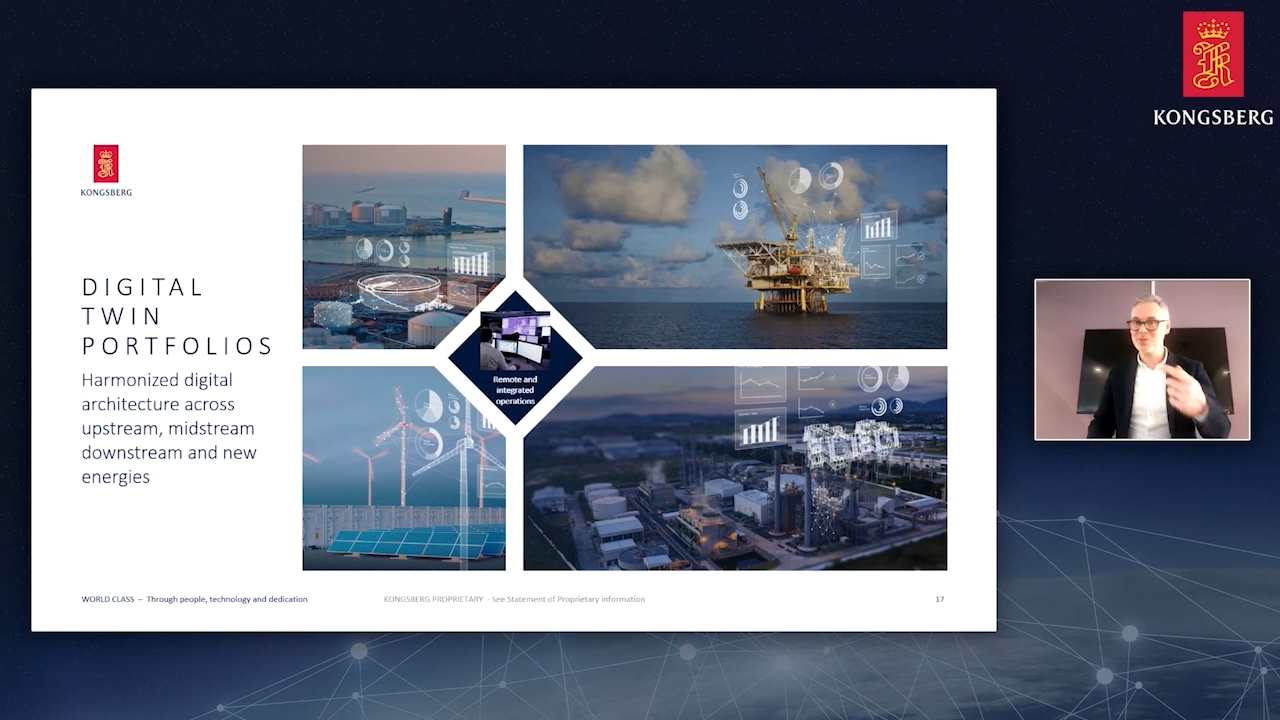 KONGSBERG
KONGSBERG
DIGITAL
TWIN
PORTFOLIOS
Harmonized digital
architecture across
upstream, midstream
downstream and new
energies
Remote and
integrated
operations
WORLD CLASS – Through people, technology and dedication
KONGSBERG PROPRIETARY - See Statement of Proprietary information
17